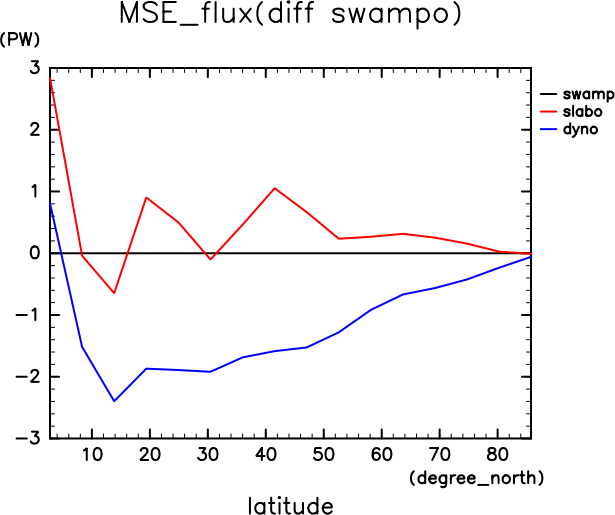 MSE_flux(diff swampo)
(PW)
3
2
1
0
-1
-2
-3
10 20 30 40 50 60 70 80
(degree_north)
latitude
swamp
slabo
dyno